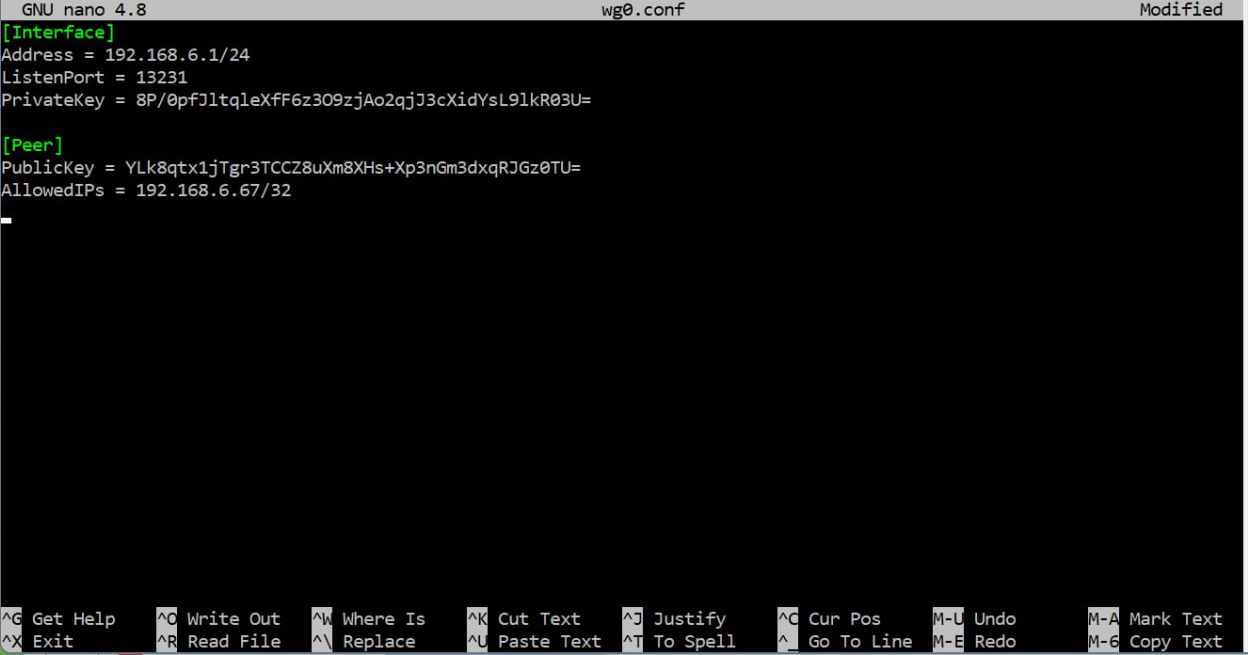 GNU nano 4.8 wg0.conf Modified
[Interface]
Address = 192.168.6.1/24
ListenPort = 13231
PrivateKey = 8P/0pfJltqleXfF6z3O9zjAo2qjJ3cXidYsL9lkR03U=
[Peer]
PublicKey = YLk8qtx1jTgr3TCCZ8uXm8XHs+Xp3nGm3dxqRJGz0TU=
AllowedIPs = 192.168.6.67/32
^G Get Help ^O Write Out ^W Where Is ^K Cut Text ^J Justify ^C Cur Pos M-U Undo M-A Mark Text
^X Exit ^R Read File ^\ Replace ^U Paste Text ^T To Spell ^_ Go To Line M-E Redo M-6 Copy Text